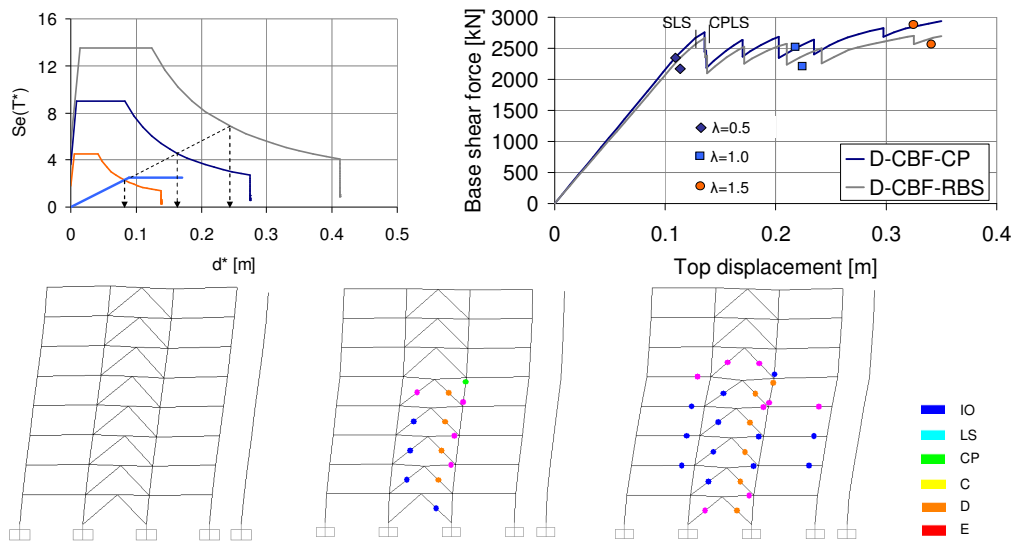 16
12
8
4
0
Se(T*)
0
0.1
0.2
0.3
0.4
0.5
d* [m]
3000
2500
2000
1500
1000
500
0
Base shear force [kN]
SLS
CPLS
λ=0.5
λ=1.0
λ=1.5
D-CBF-CP
D-CBF-RBS
0
0.1
0.2
0.3
0.4
Top displacement [m]
IO
LS
CP
C
D
E